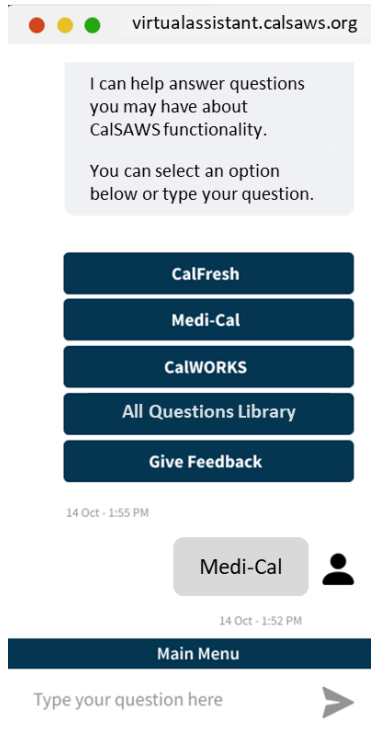 virtualassistant.calsaws.org
I can help answer questions
you may have about
CalSAWS functionality.
You can select an option
below or type your question.
CalFresh
Medi-Cal
CalWORKS
All Questions Library
Give Feedback
14 Oct - 1:55 PM
Medi-Cal
14 Oct - 1:52 PM
Main Menu
Type your question here